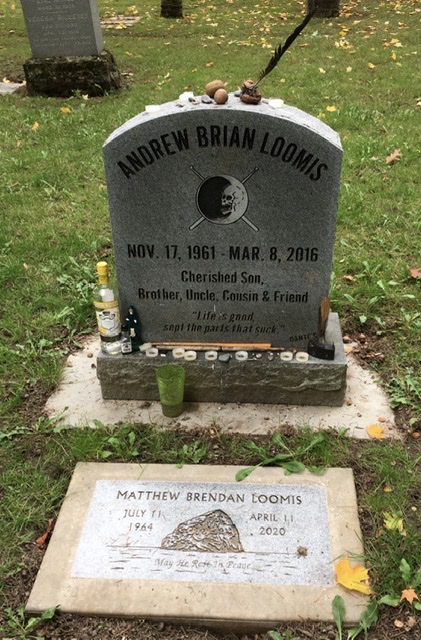 ANDREW BRIAN LOOMIS
NOV. 17, 1961 - MAR. 8, 2016
Cherished Son,
Brother, Uncle, Cousin & Friend
"Life is good,
sept the parts that suck."
MATTHEW BRENDAN LOOMIS
JULY 11
1964
APRIL 11
2020
May He Rest In Peace